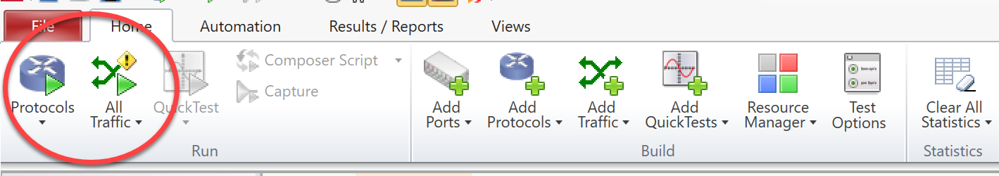 File
Home
Automation
Results / Reports
Views
Protocols
All
Traffic
QuickTest
Composer Script
Capture
Run
Add
Ports
Add
Protocols
Add
Traffic
Add
QuickTests
Resource
Manager
Test
Options
Build
Clear All
Statistics
Statistics